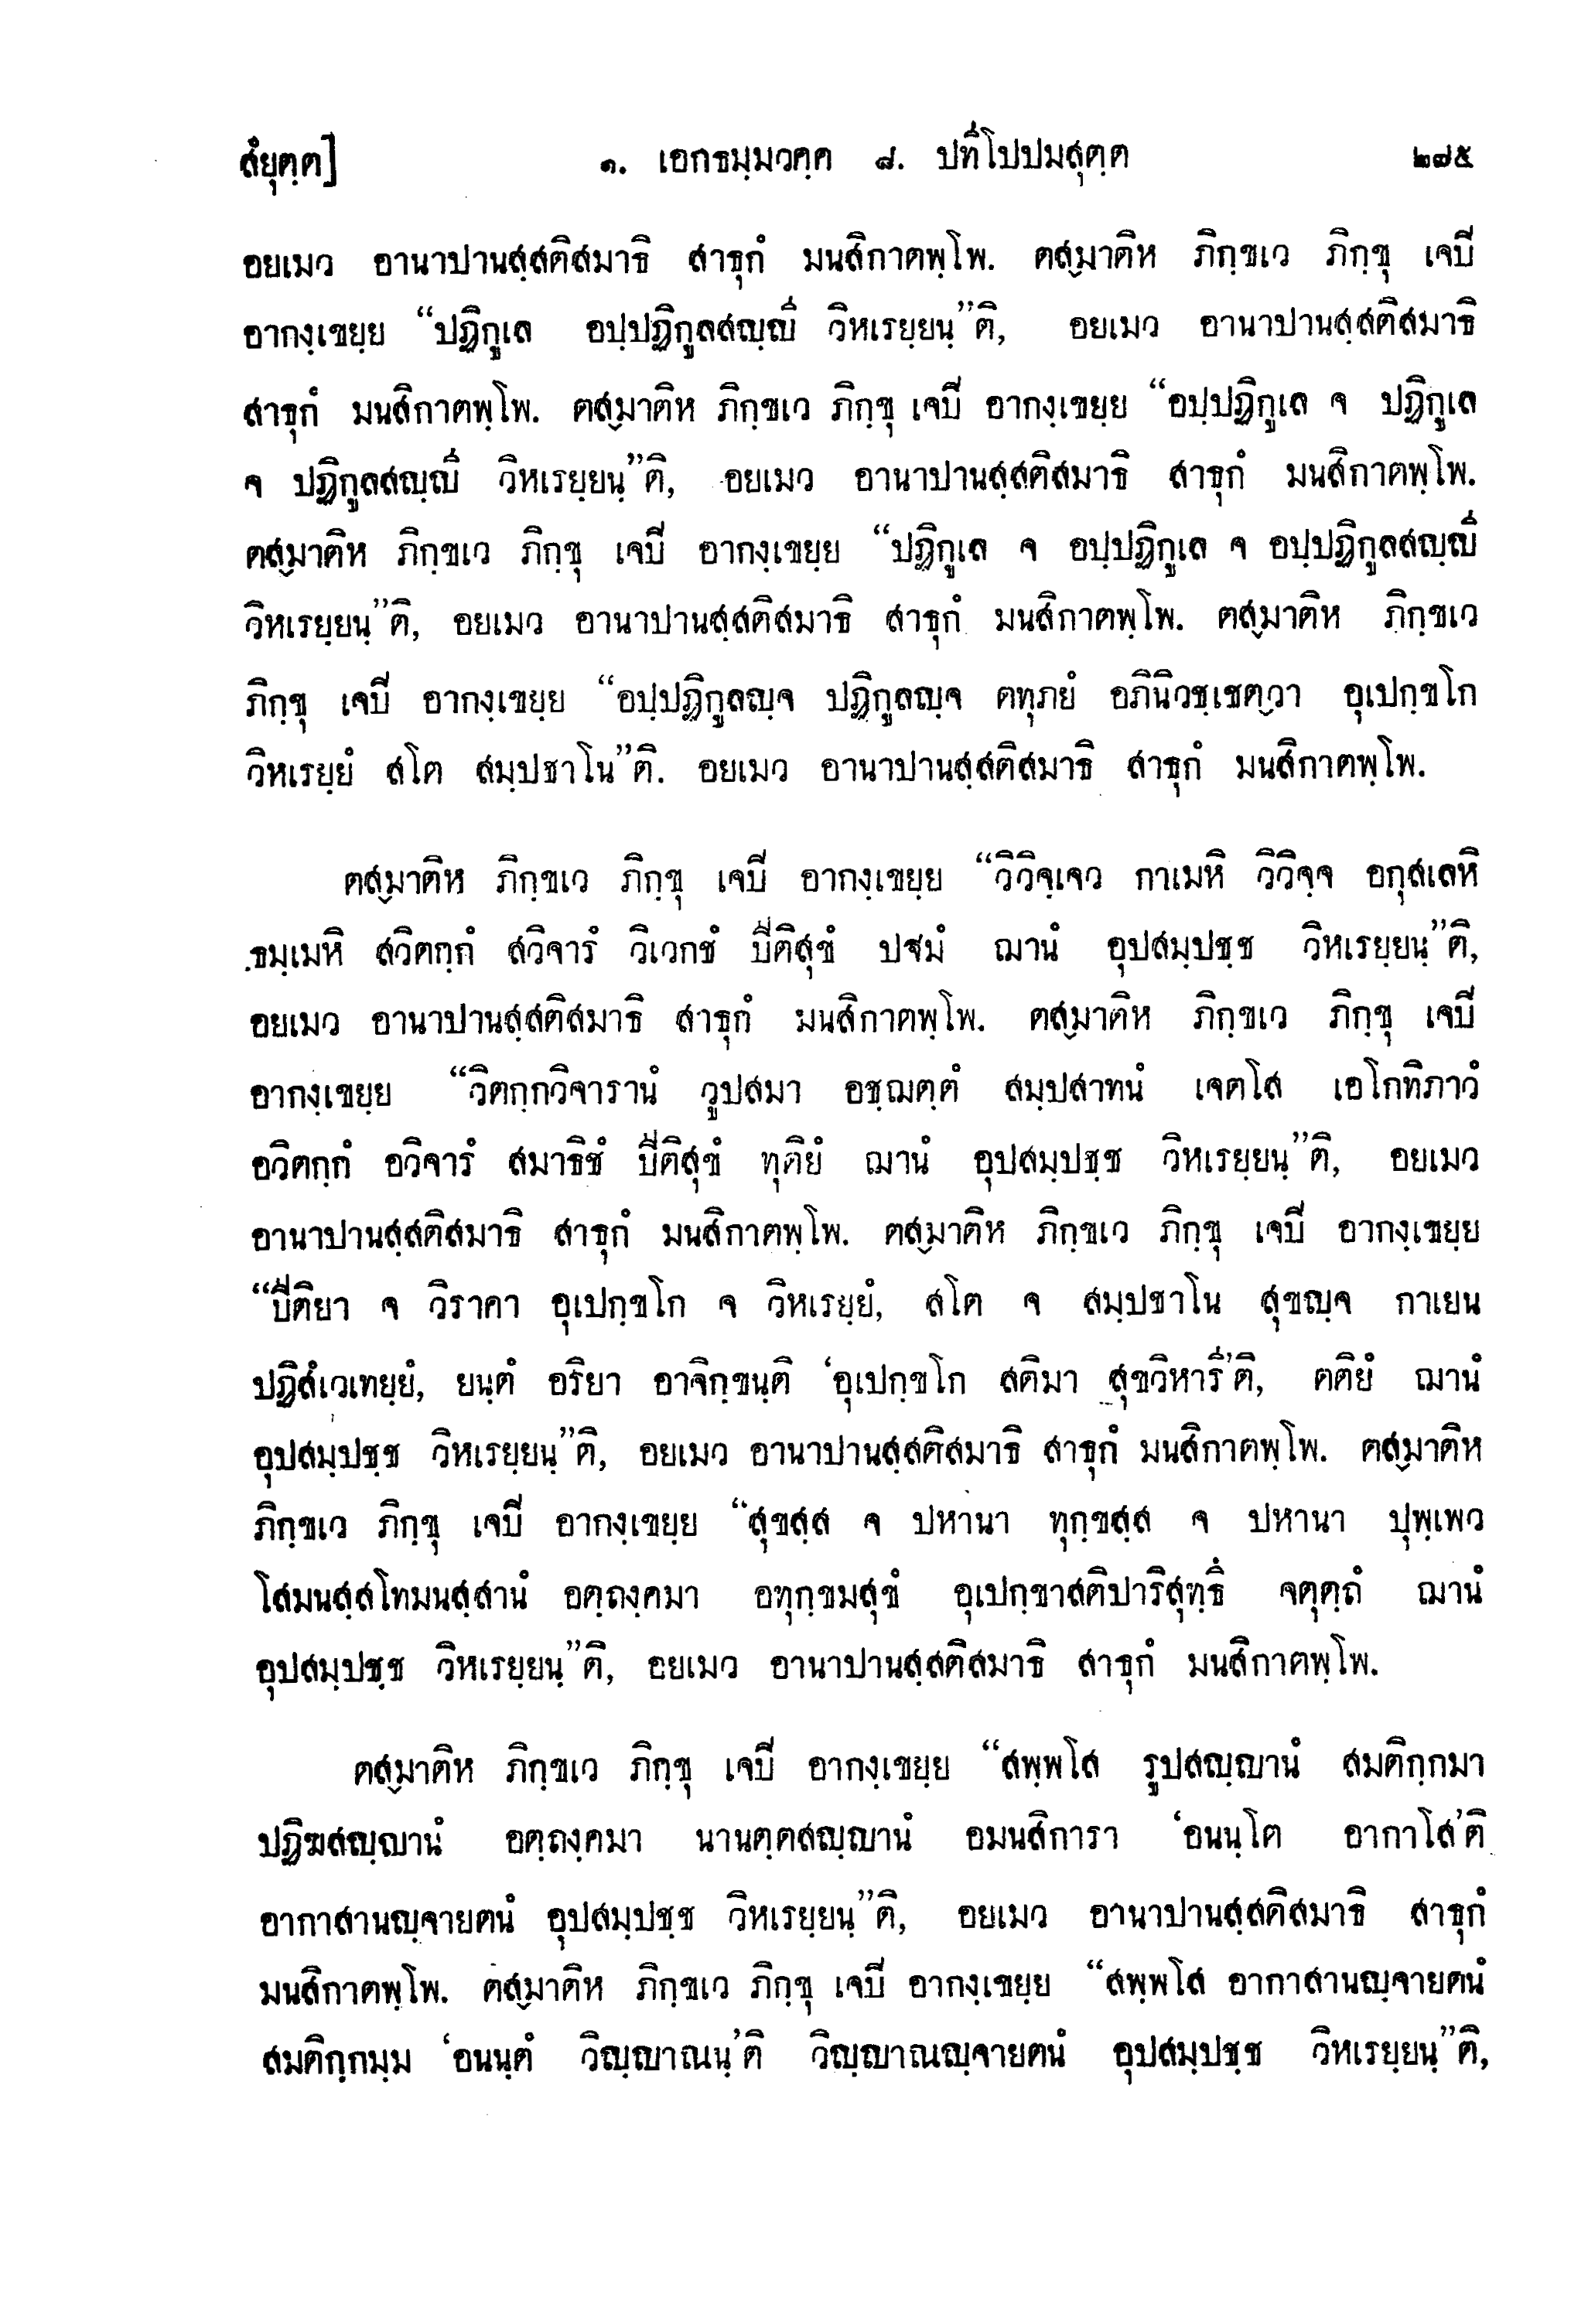 สํยุตฺต]	๑. เอกธมฺมวคฺค ๘. ปทีโปปมสุตฺต	๒๘๕
อยเมว อานาปานสฺสติสมาธิ สาธุกํ มนสิกาตพฺโพ. ตสฺมาติห ภิกฺขเว ภิกฺขุ เจปิ
อากงฺเขยฺย “ปฏิกูเล อปฺปฏิกูลสญฺญี วิหเรยฺยนฺ”ติ, อยเมว อานาปานสฺสติสมาธิ
สาธุกํ มนสิกาตพฺโพ. ตสฺมาติห ภิกฺขเว ภิกฺขุ เจปิ อากงฺเขยฺย “อปฺปฏิกูเล จ ปฏิกูเล
จ ปฏิกูลสญฺญี วิหเรยฺยนฺ”ติ, อยเมว อานาปานสฺสติสมาธิ สาธุกํ มนสิกาตพฺโพ.
ตสฺมาติห ภิกฺขเว ภิกฺขุ เจปิ อากงฺเขยฺย “ปฏิกูเล จ อปฺปฏิกูเล จ อปฺปฏิกูลสญฺญี
วิหเรยฺยนฺ”ติ, อยเมว อานาปานสฺสติสมาธิ สาธุกํ มนสิกาตพฺโพ. ตสฺมาติห ภิกฺขเว
ภิกฺขุ เจปิ อากงฺเขยฺย “อปฺปฏิกูลญฺจ ปฏิกูลญฺจ ตทุภยํ อภินิวชฺเชตฺวา อุเปกฺขโก
วิหเรยฺยํ สโต สมฺปชาโน”ติ. อยเมว อานาปานสฺสติสมาธิ สาธุกํ มนสิกาตพฺโพ.
ตสฺมาติห ภิกฺขเว ภิกฺขุ เจปิ อากงฺเขยฺย “วิวิจฺเจว กาเมหิ วิวิจฺจ อกุสเลหิ
ธมฺเมหิ สวิตกฺกํ สวิจารํ วิเวกชํ ปีติสุขํ ปฐมํ ฌานํ อุปสมฺปชฺช วิหเรยฺยนฺ”ติ,
อยเมว อานาปานสฺสติสมาธิ สาธุกํ มนสิกาตพฺโพ. ตสฺมาติห ภิกฺขเว ภิกฺขุ เจปิ
อากงฺเขยฺย “วิตกฺกวิจารานํ วูปสมา อชฺฌตฺตํ สมฺปสาทนํ เจตโส เอโกทิภาวํ
อวิตกฺกํ อวิจารํ สมาธิชํ ปีติสุขํ ทุติยํ ฌานํ อุปสมฺปชฺช วิหเรยฺยนฺ”ติ, อยเมว
อานาปานสฺสติสมาธิ สาธุกํ มนสิกาตพฺโพ. ตสฺมาติห ภิกฺขเว ภิกฺขุ เจปิ อากงฺเขยฺย
“ปีติยา จ วิราคา อุเปกฺขโก จ วิหเรยฺยํ, สโต จ สมฺปชาโน สุขญฺจ กาเยน
ปฏิสํเวเทยฺยํ, ยนฺตํ อริยา อาจิกฺขนฺติ ‘อุเปกฺขโก สติมา สุขวิหารี’ติ, ตติยํ ฌานํ
อุปสมฺปชฺช วิหเรยฺยนฺ”ติ, อยเมว อานาปานสฺสติสมาธิ สาธุกํ มนสิกาตพฺโพ. ตสฺมาติห
ภิกฺขเว ภิกฺขุ เจปิ อากงฺเขยฺย “สุขสฺส จ ปหานา ทุกฺขสฺส จ ปหานา ปุพฺเพว
โสมนสฺสโทมนสฺสานํ อตฺถงฺคมา อทุกฺขมสุขํ อุเปกฺขาสติปาริสุทฺธึ จตุตฺถํ ฌานํ
อุปสมฺปชฺช วิหเรยฺยนฺ”ติ, อยเมว อานาปานสฺสติสมาธิ สาธุกํ มนสิกาตพฺโพ.
ตสฺมาติห ภิกฺขเว ภิกฺขุ เจปิ อากงฺเขยฺย “สพฺพโส รูปสญฺญานํ สมติกฺกมา
ปฏิฆสญฺญานํ อตฺถงฺคมา นานตฺตสญฺญานํ อมนสิการา ‘อนนฺโต อากาโส’ติ
อากาสานญฺจายตนํ อุปสมฺปชฺช วิหเรยฺยนฺ”ติ, อยเมว อานาปานสฺสติสมาธิ สาธุกํ
มนสิกาตพฺโพ. ตสฺมาติห ภิกฺขเว ภิกฺขุ เจปิ อากงฺเขยฺย “สพฺพโส อากาสานญฺจายตนํ
สมติกฺกมฺม ‘อนนฺตํ วิญฺญาณนฺ’ติ วิญฺญาณญฺจายตนํ อุปสมฺปชฺช วิหเรยฺยนฺ”ติ,